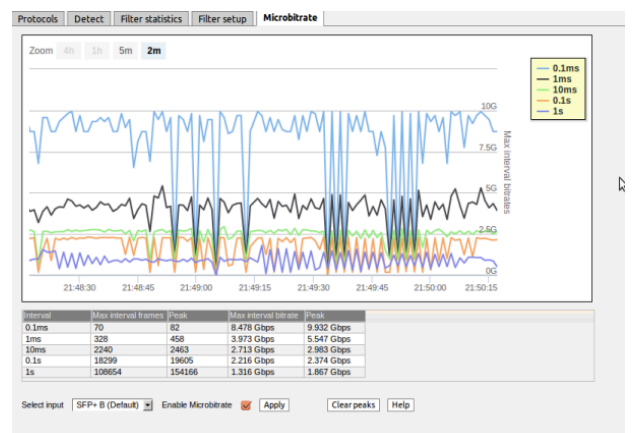 Protocols Detect Filter statistics Filter setup Microbitrate
Zoom 4h 1h 5m 2m
0.1ms
1ms
10ms
0.1s
1s
10G
7.5G
5G
2.5G
0G
Max interval bitrates
21:48:30 21:48:45 21:49:00 21:49:15 21:49:30 21:49:45 21:50:00 21:50:15
Interval Max interval frames Peak Max interval bitrate Peak
0.1ms 70 82 8.478 Gbps 9.932 Gbps
1ms 328 458 3.973 Gbps 5.547 Gbps
10ms 2240 2463 2.713 Gbps 2.983 Gbps
0.1s 18299 19605 2.216 Gbps 2.374 Gbps
1s 108654 154166 1.316 Gbps 1.867 Gbps
Select input SFP+ B (Default) Enable Microbitrate Apply Clear peaks Help